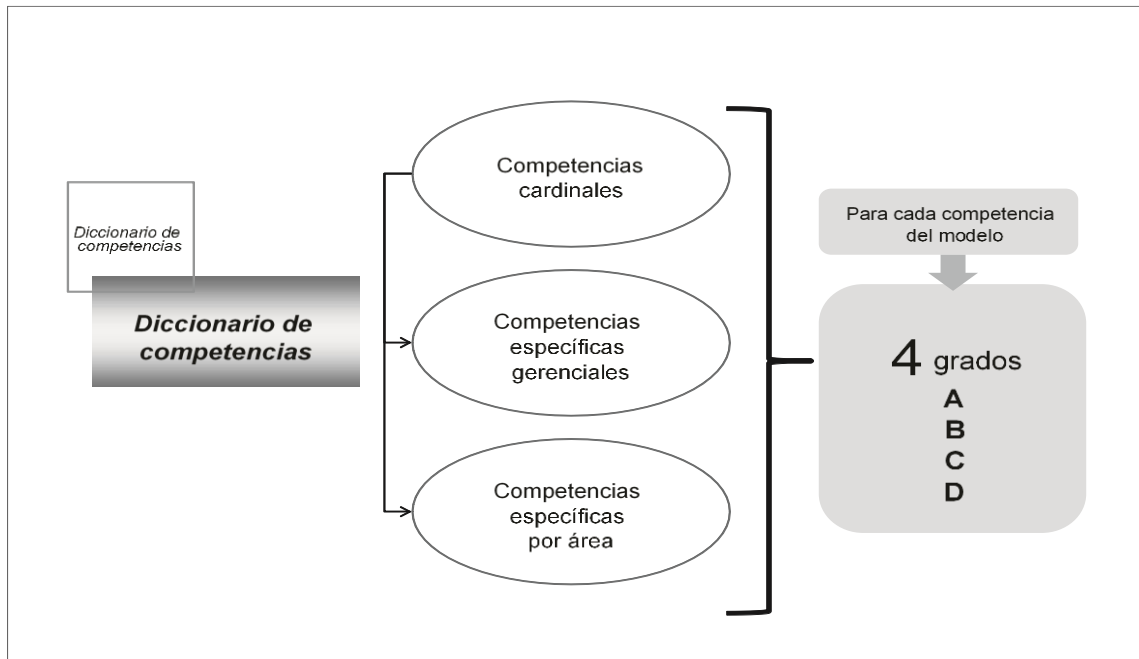 Diccionario de
competencias
Diccionario de
competencias
Competencias
cardinales
Competencias
específicas
gerenciales
Competencias
específicas
por área
Para cada competencia
del modelo
4 grados
A
B
C
D